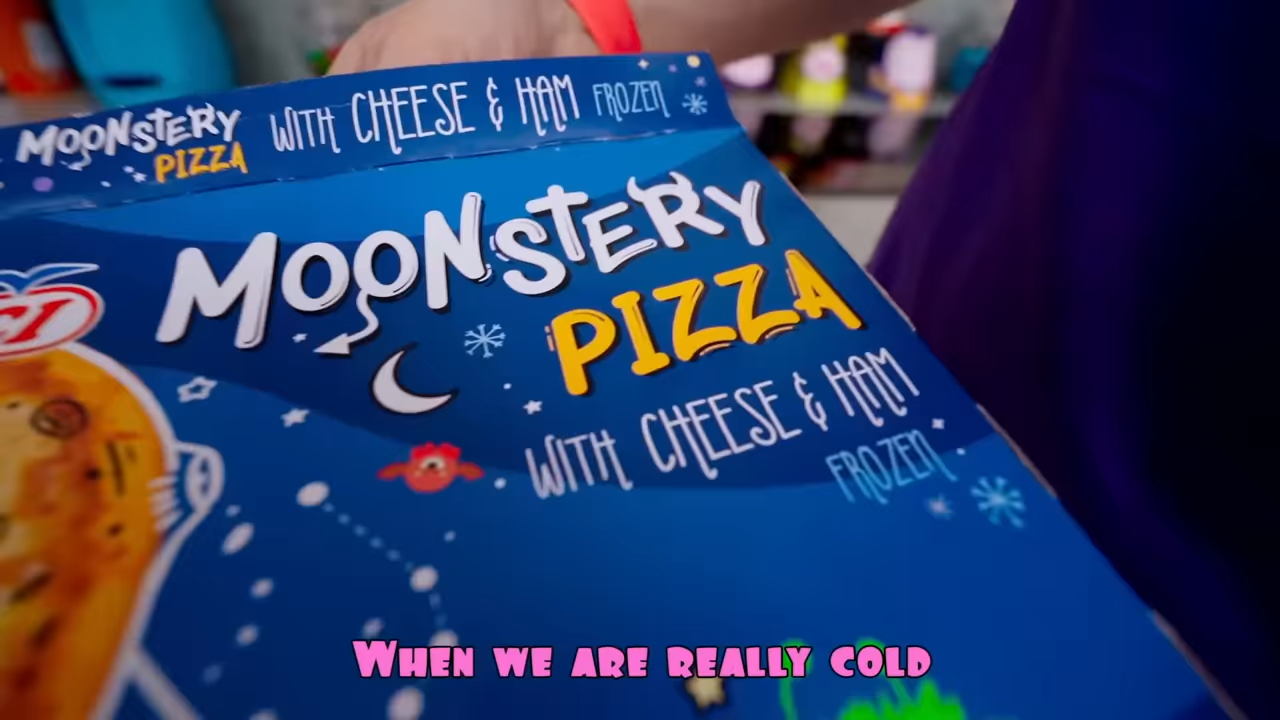 MOONSTERY
PIZZA
WITH CHEESE & HAM FROZEN
MOONSTERY
PIZZA
WITH CHEESE & HAM
FROZEN
WHEN WE ARE REALLY COLD